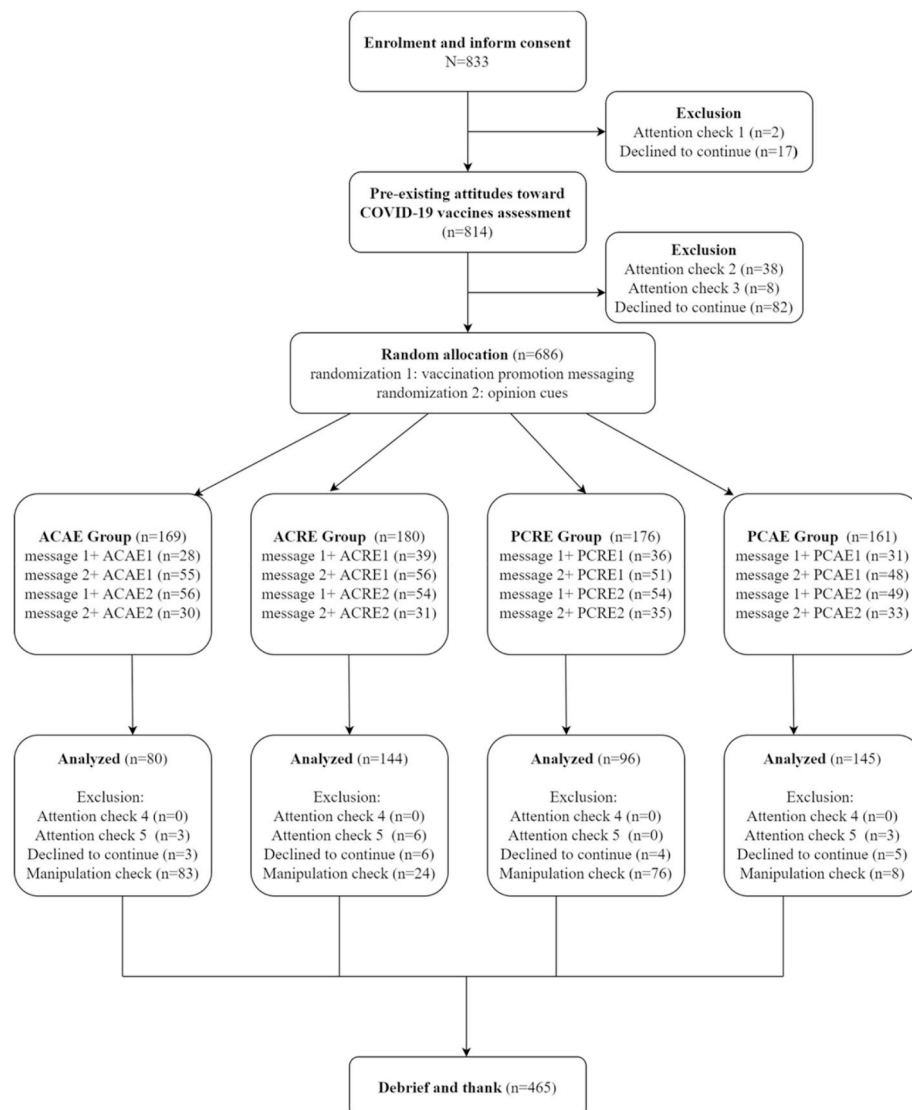 Enrolment and inform consent
N=833
Exclusion
Attention check 1 (n=2)
Declined to continue (n=17)
Pre-existing attitudes toward
COVID-19 vaccines assessment
(n=814)
Exclusion
Attention check 2 (n=38)
Attention check 3 (n=8)
Declined to continue (n=82)
Random allocation (n=686)
randomization 1: vaccination promotion messaging
randomization 2: opinion cues
ACAE Group (n=169)
message 1+ ACAE1 (n=28)
message 2+ ACAE1 (n=55)
message 1+ ACAE2 (n=56)
message 2+ ACAE2 (n=30)
ACRE Group (n=180)
message 1+ ACRE1 (n=39)
message 2+ ACRE1 (n=56)
message 1+ ACRE2 (n=54)
message 2+ ACRE2 (n=31)
PCRE Group (n=176)
message 1+ PCRE1 (n=36)
message 2+ PCRE1 (n=51)
message 1+ PCRE2 (n=54)
message 2+ PCRE2 (n=35)
PCAE Group (n=161)
message 1+ PCAE1 (n=31)
message 2+ PCAE1 (n=48)
message 1+ PCAE2 (n=49)
message 2+ PCAE2 (n=33)
Analyzed (n=80)
Exclusion:
Attention check 4 (n=0)
Attention check 5 (n=3)
Declined to continue (n=3)
Manipulation check (n=83)
Analyzed (n=144)
Exclusion:
Attention check 4 (n=0)
Attention check 5 (n=6)
Declined to continue (n=6)
Manipulation check (n=24)
Analyzed (n=96)
Exclusion:
Attention check 4 (n=0)
Attention check 5 (n=0)
Declined to continue (n=4)
Manipulation check (n=76)
Analyzed (n=145)
Exclusion:
Attention check 4 (n=0)
Attention check 5 (n=3)
Declined to continue (n=5)
Manipulation check (n=8)
Debrief and thank (n=465)